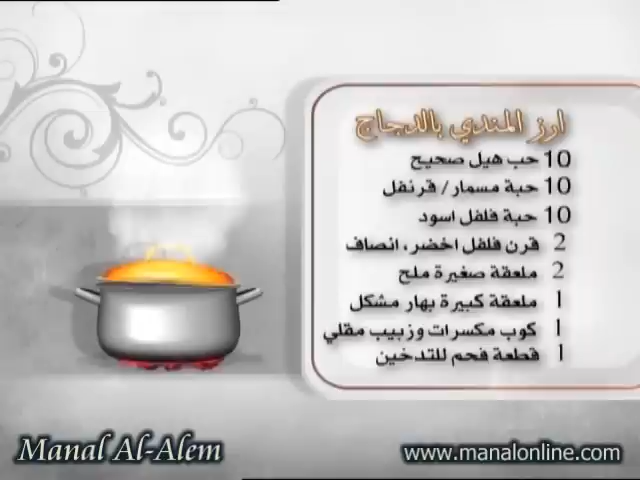 ارز المندي بالدجاج
10 حب هيل صحيح
10 حبة مسمار/ قرنفل
10 حبة فلفل اسود
2 قرن فلفل اخضر، انصاف
2 ملعقة صغيرة ملح
1 ملعقة كبيرة بهار مشكل
1 كوب مكسرات وزبيب مقلي
1 قطعة فحم للتدخين
Manal Al-Alem
www.manalonline.com